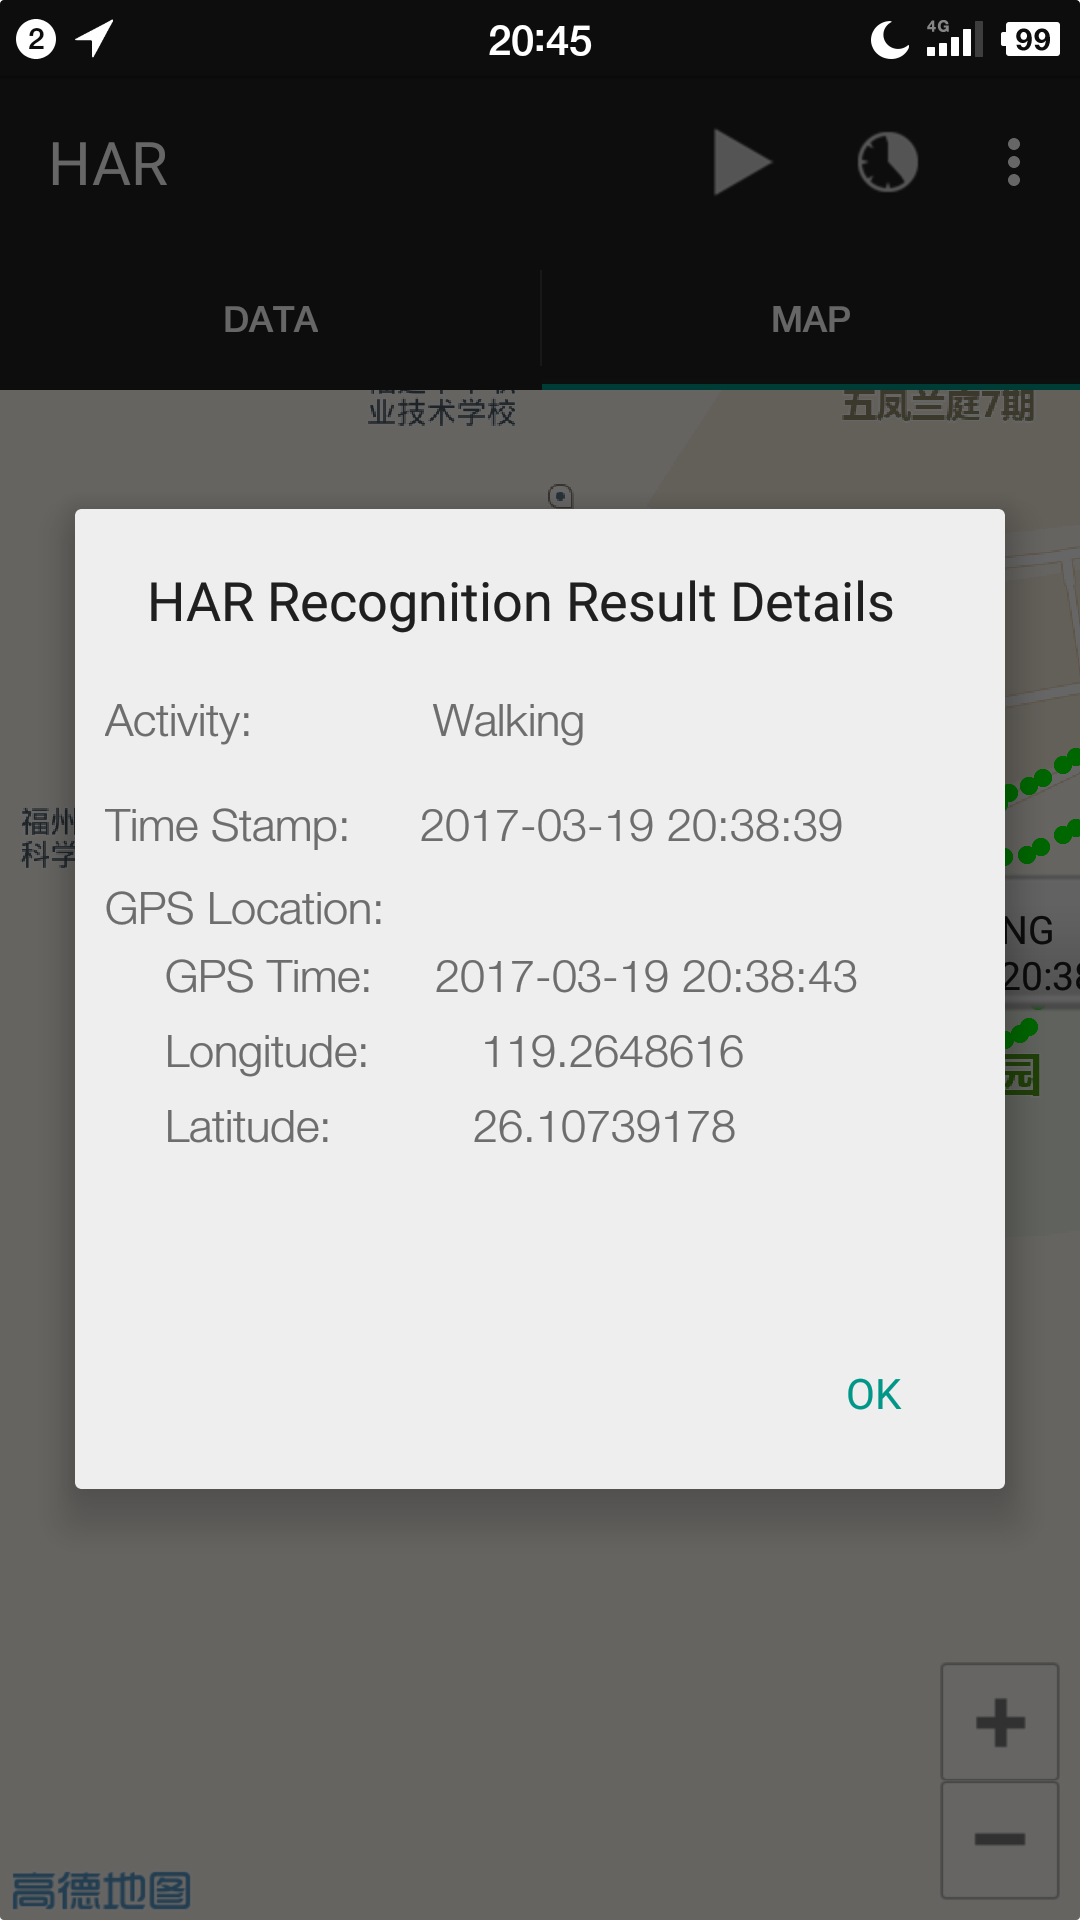 2
20:45
4G
99
HAR
DATA
MAP
业技术学校
五凤兰庭7期
HAR Recognition Result Details
Activity: Walking
福州
科学
Time Stamp: 2017-03-19 20:38:39
GPS Location:
NG
GPS Time: 2017-03-19 20:38:43
20:38
Longitude: 119.2648616
园
Latitude: 26.10739178
OK
高德地图